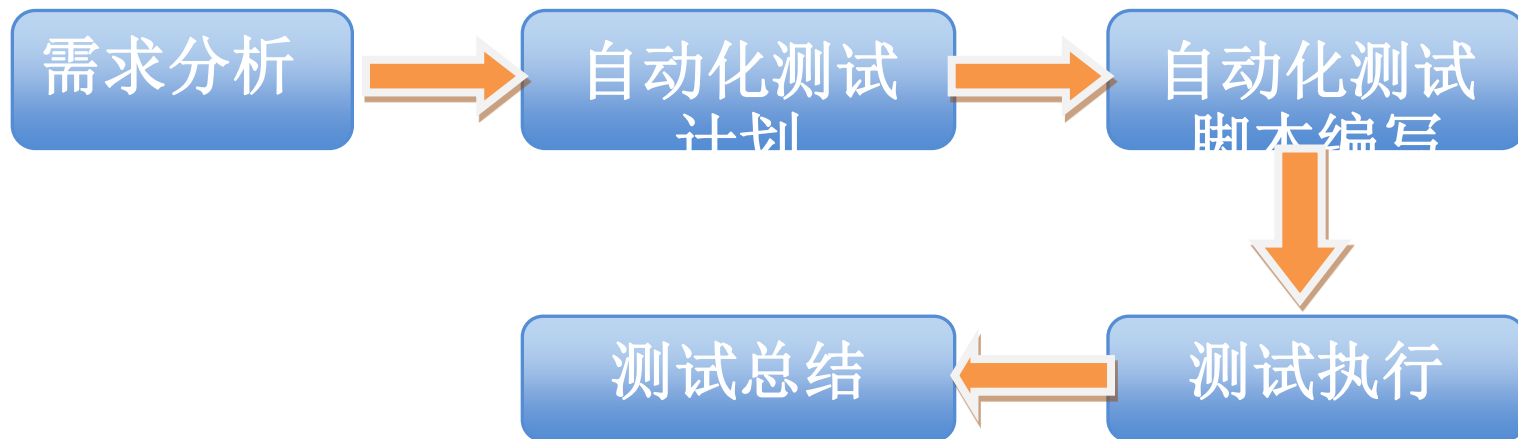 需求分析
自动化测试
计划
自动化测试
脚本编写
测试执行
测试总结